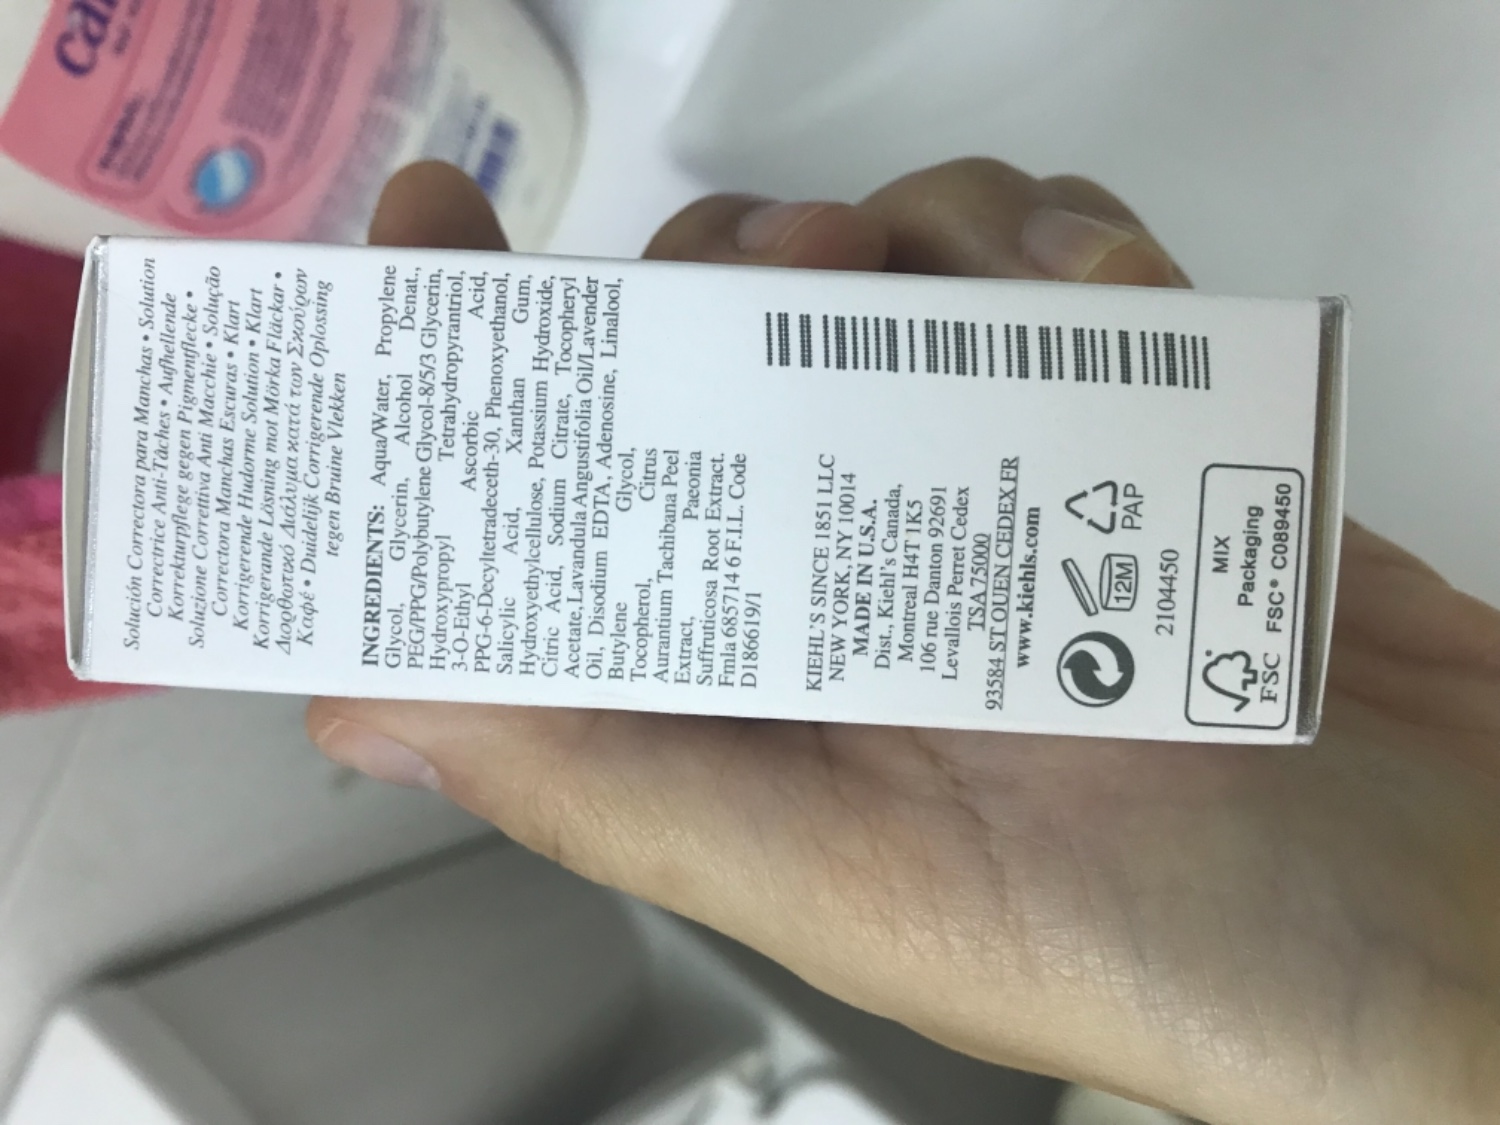 Solución Correctora para Manchas • Solution
Correctrice Anti-Tâches • Aufhellende
Korrekturpflege gegen Pigmentflecke •
Soluzione Correttiva Anti Macchie • Solução
Correctora Manchas Escuras • Klart
Korrigerende Hudorme Solution • Klart
Korrigerande Lösning mot Mörka Fläckar •
Διορθωτικό Διάλυμα κατά των Σκούρων
Καφέ • Duidelijk Corrigerende Oplossing
tegen Bruine Vlekken
INGREDIENTS: Aqua/Water, Propylene
Glycol, Glycerin, Alcohol Denat.,
PEG/PPG/Polybutylene Glycol-8/5/3 Glycerin,
Hydroxypropyl Tetrahydropyrantriol,
3-O-Ethyl Ascorbic Acid,
PPG-6-Decyltetradeceth-30, Phenoxyethanol,
Salicylic Acid, Xanthan Gum,
Hydroxyethylcellulose, Potassium Hydroxide,
Citric Acid, Sodium Citrate, Tocopheryl
Acetate, Lavandula Angustifolia Oil/Lavender
Oil, Disodium EDTA, Adenosine, Linalool,
Butylene Glycol,
Tocopherol, Citrus
Aurantium Tachibana Peel
Extract, Paeonia
Suffruticosa Root Extract.
Fmla 685714 6 F.I.L. Code
D186619/1
KIEHL'S SINCE 1851 LLC
NEW YORK, NY 10014
MADE IN U.S.A.
Dist., Kiehl's Canada,
Montreal H4T 1K5
106 rue Danton 92691
Levallois Perret Cedex
TSA 75000
93584 ST OUEN CEDEX FR
www.kiehls.com
12M
PAP
2104450
MIX
Packaging
FSC
FSC® C089450